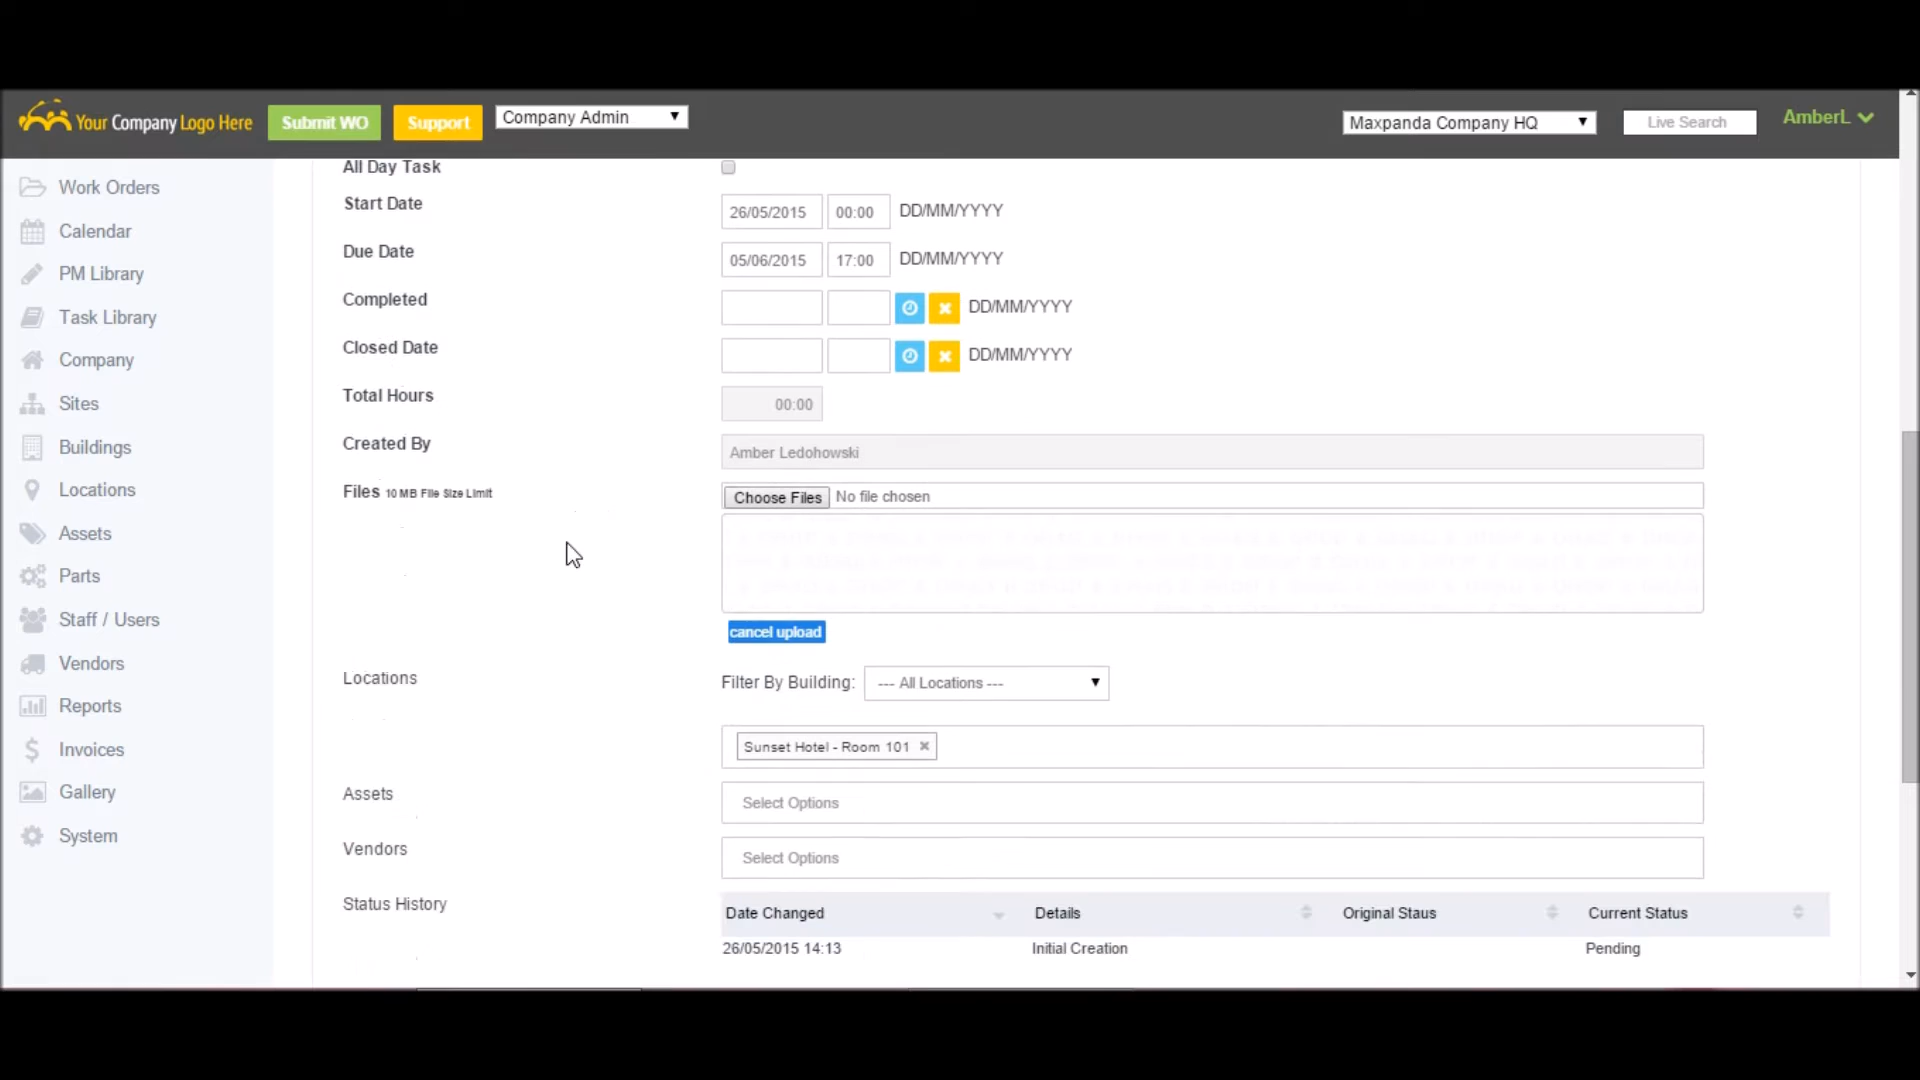 Your Company Logo Here
Submit WO
Support
Company Admin
Maxpanda Company HQ
Live Search
AmberL
Work Orders
Calendar
PM Library
Task Library
Company
Sites
Buildings
Locations
Assets
Parts
Staff / Users
Vendors
Reports
Invoices
Gallery
System
All Day Task
Start Date 26/05/2015 00:00 DD/MM/YYYY
Due Date 05/06/2015 17:00 DD/MM/YYYY
Completed DD/MM/YYYY
Closed Date DD/MM/YYYY
Total Hours 00:00
Created By Amber Ledohowski
Files 10 MB File Size Limit Choose Files No file chosen
cancel upload
Locations Filter By Building: --- All Locations ---
Sunset Hotel - Room 101
Assets Select Options
Vendors Select Options
Status History Date Changed Details Original Staus Current Status
26/05/2015 14:13 Initial Creation Pending